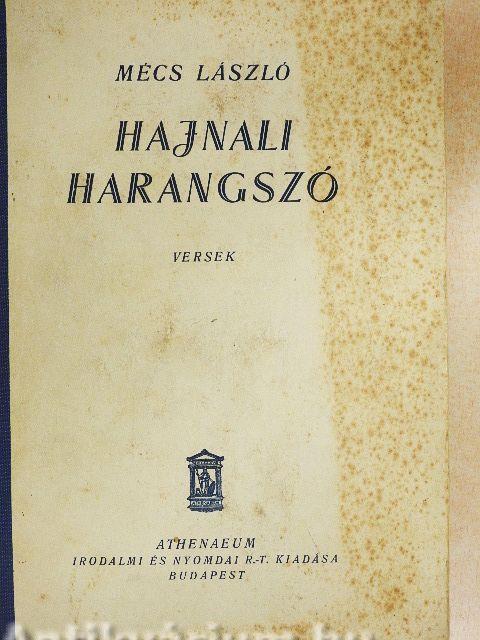 MÉCS LÁSZLÓ
HAJNALI
HARANGSZÓ
VERSEK
ATHENAEUM
IRODALMI ÉS NYOMDAI R.-T. KIADÁSA
BUDAPEST